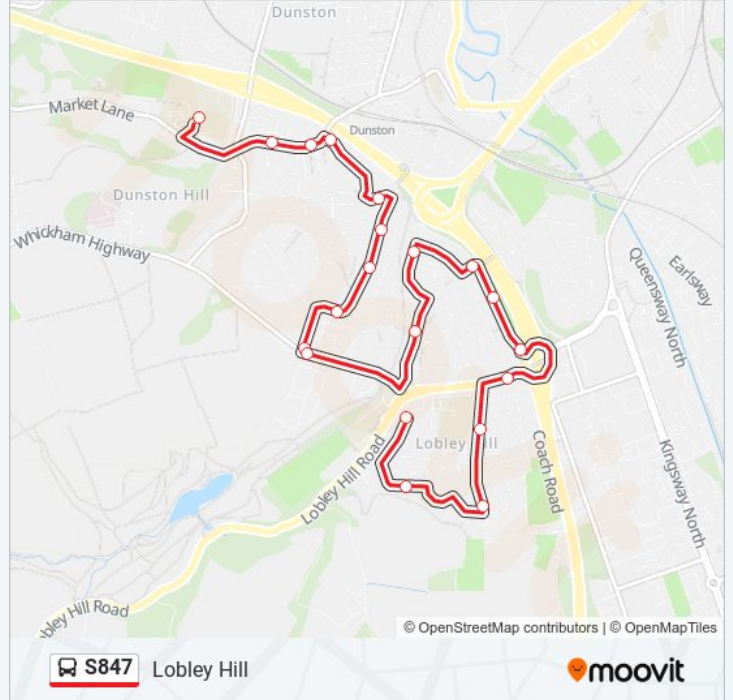 Dunston
Market Lane
Dunston
Dunston Hill
Whickham Highway
Earlsway
Queensway North
Lobley Hill
Lobley Hill Road
Coach Road
Kingsway North
bley Hill Road
© OpenStreetMap contributors | © OpenMapTiles
S847 Lobley Hill
moovit